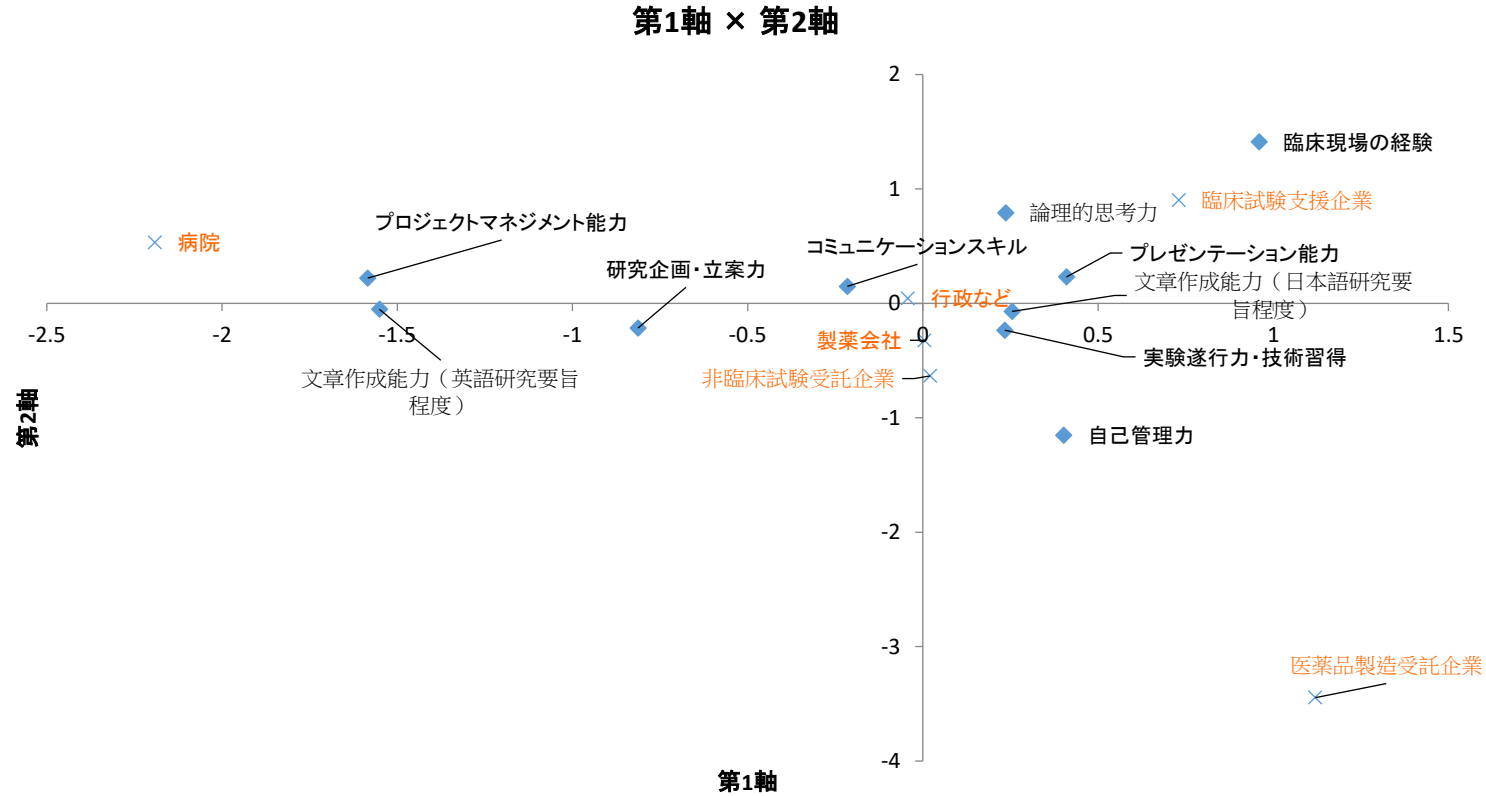 第1軸 × 第2軸
2
臨床現場の経験
1
臨床試験支援企業
論理的思考力
プロジェクトマネジメント能力
病院
コミュニケーションスキル
プレゼンテーション能力
研究企画・立案力
文章作成能力（日本語研究要
旨程度）
行政など
0
-2.5
-2
-1.5
-1
-0.5
0
0.5
1
1.5
製薬会社
実験遂行力・技術習得
文章作成能力（英語研究要旨
程度）
非臨床試験受託企業
-1
自己管理力
第2軸
-2
-3
医薬品製造受託企業
-4
第1軸